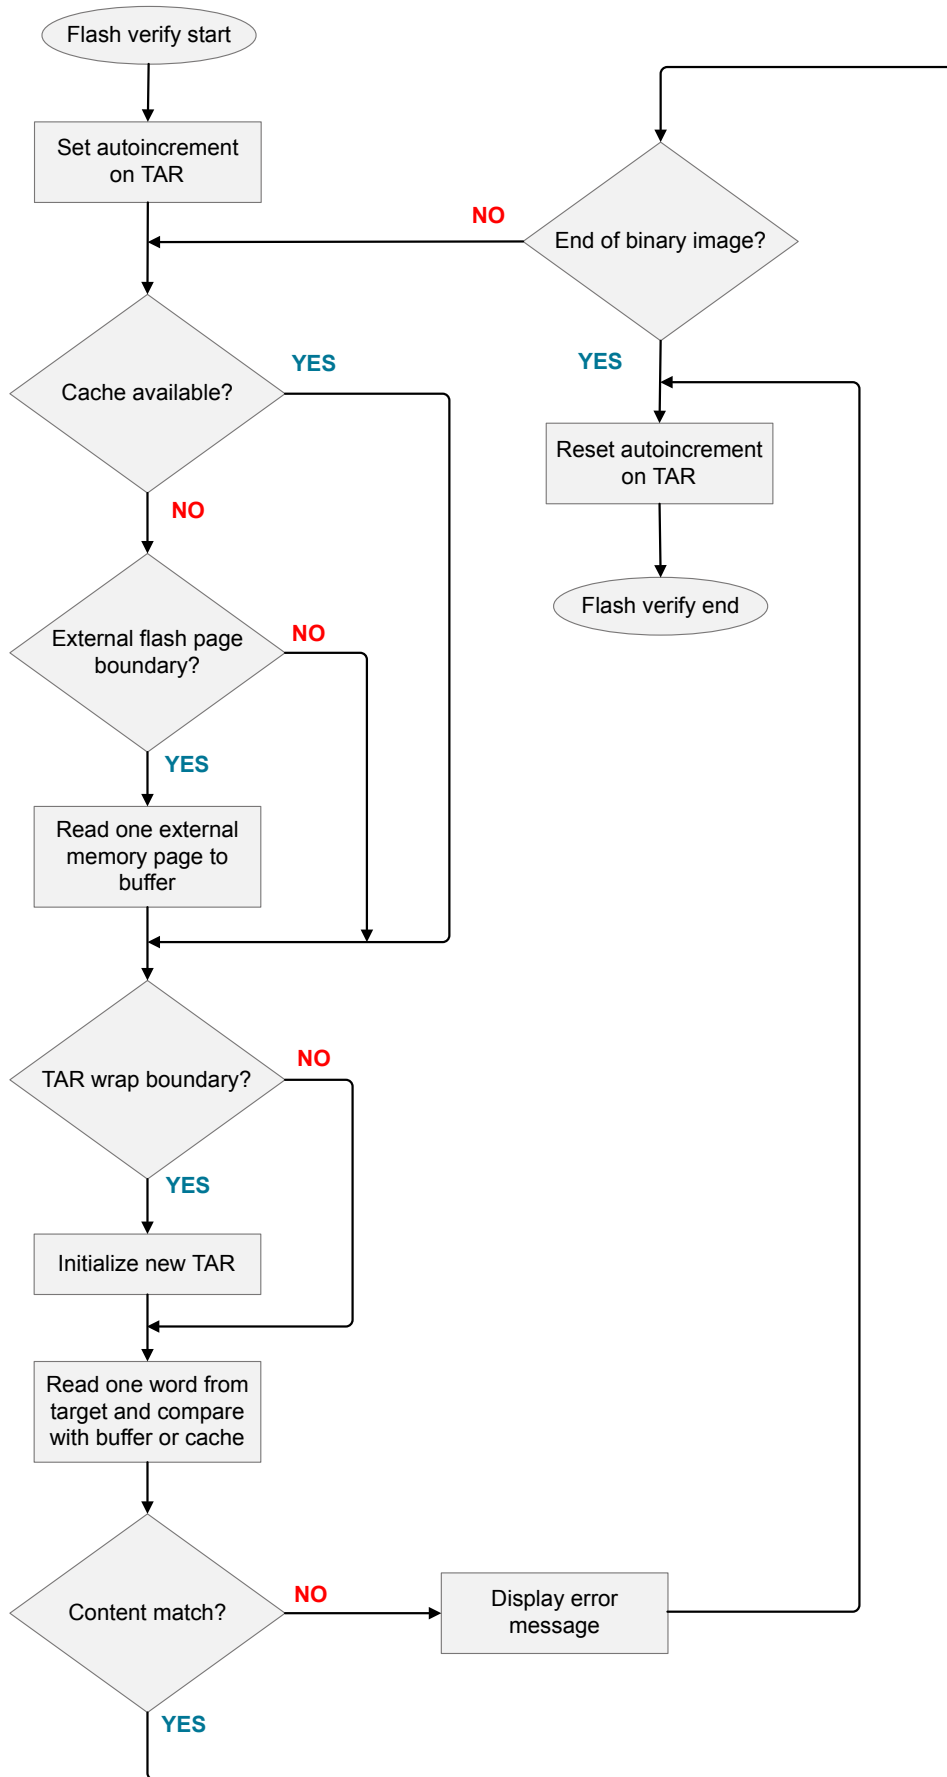 Flash verify start
Set autoincrement
on TAR
NO
End of binary image?
Cache available?
YES
NO
YES
Reset autoincrement
on TAR
Flash verify end
External flash page
boundary?
NO
YES
Read one external
memory page to
buffer
TAR wrap boundary?
NO
YES
Initialize new TAR
Read one word from
target and compare
with buffer or cache
Content match?
NO
Display error
message
YES